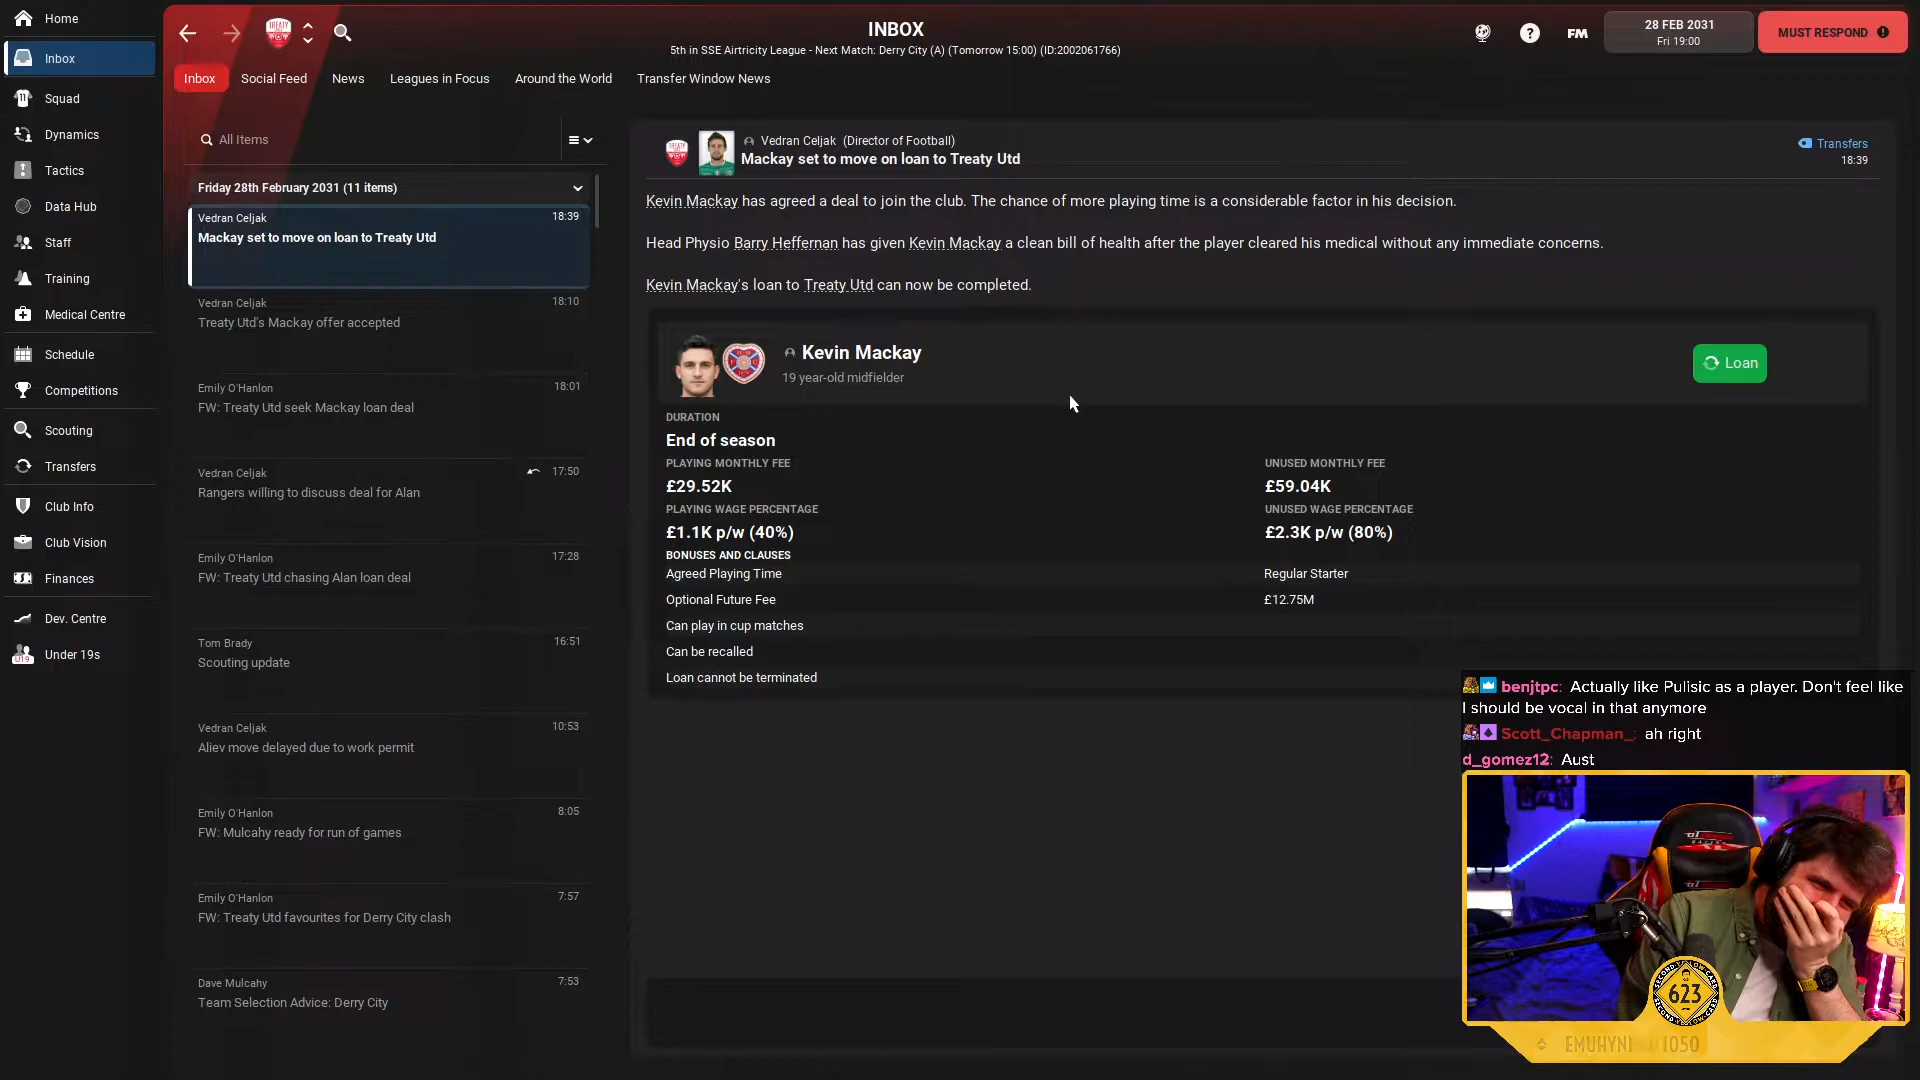 Home
Inbox
Squad
Dynamics
Tactics
Data Hub
Staff
Training
Medical Centre
Schedule
Competitions
Scouting
Transfers
Club Info
Club Vision
Finances
Dev. Centre
Under 19s
INBOX
5th in SSE Airtricity League - Next Match: Derry City (A) (Tomorrow 15:00) (ID:2002061766)
FM
28 FEB 2031
Fri 19:00
MUST RESPOND
Inbox
Social Feed
News
Leagues in Focus
Around the World
Transfer Window News
All Items
Friday 28th February 2031 (11 items)
Vedran Celjak
18:39
Mackay set to move on loan to Treaty Utd
Vedran Celjak
18:10
Treaty Utd's Mackay offer accepted
Emily O'Hanlon
18:01
FW: Treaty Utd seek Mackay loan deal
Vedran Celjak
17:50
Rangers willing to discuss deal for Alan
Emily O'Hanlon
17:28
FW: Treaty Utd chasing Alan loan deal
Tom Brady
16:51
Scouting update
Vedran Celjak
10:53
Aliev move delayed due to work permit
Emily O'Hanlon
8:05
FW: Mulcahy ready for run of games
Emily O'Hanlon
7:57
FW: Treaty Utd favourites for Derry City clash
Dave Mulcahy
7:53
Team Selection Advice: Derry City
Vedran Celjak (Director of Football)
Mackay set to move on loan to Treaty Utd
Transfers
18:39
Kevin Mackay has agreed a deal to join the club. The chance of more playing time is a considerable factor in his decision.
Head Physio Barry Heffernan has given Kevin Mackay a clean bill of health after the player cleared his medical without any immediate concerns.
Kevin Mackay's loan to Treaty Utd can now be completed.
Kevin Mackay
19 year-old midfielder
Loan
DURATION
End of season
PLAYING MONTHLY FEE
UNUSED MONTHLY FEE
£29.52K
£59.04K
PLAYING WAGE PERCENTAGE
UNUSED WAGE PERCENTAGE
£1.1K p/w (40%)
£2.3K p/w (80%)
BONUSES AND CLAUSES
Agreed Playing Time
Regular Starter
Optional Future Fee
£12.75M
Can play in cup matches
Can be recalled
Loan cannot be terminated
benjtpc: Actually like Pulisic as a player. Don't feel like
I should be vocal in that anymore
Scott_Chapman_: ah right
d_gomez12: Aust
623
1050